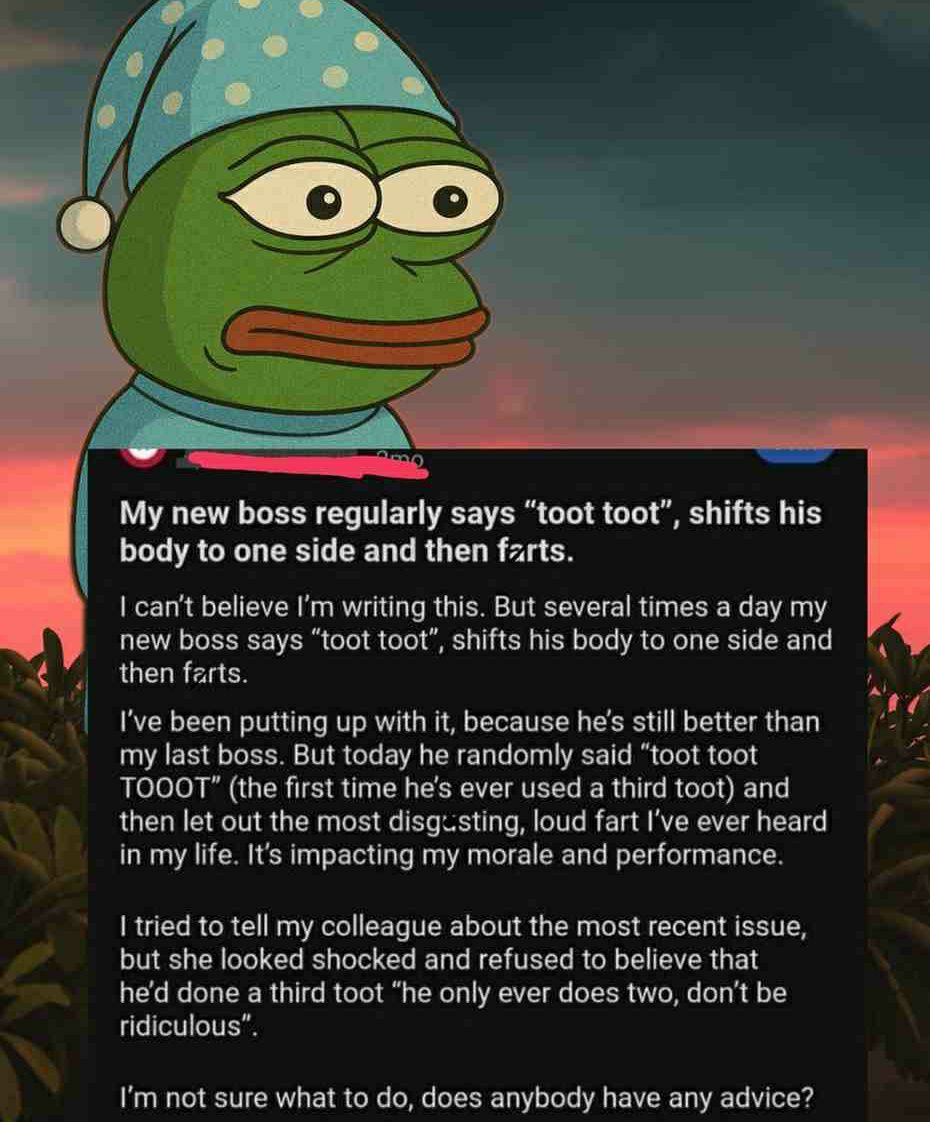 2mo
My new boss regularly says “toot toot”, shifts his
body to one side and then farts.
I can’t believe I’m writing this. But several times a day my
new boss says “toot toot”, shifts his body to one side and
then farts.
I’ve been putting up with it, because he’s still better than
my last boss. But today he randomly said “toot toot
TOOOT” (the first time he’s ever used a third toot) and
then let out the most disgusting, loud fart I’ve ever heard
in my life. It’s impacting my morale and performance.
I tried to tell my colleague about the most recent issue,
but she looked shocked and refused to believe that
he’d done a third toot “he only ever does two, don’t be
ridiculous”.
I’m not sure what to do, does anybody have any advice?